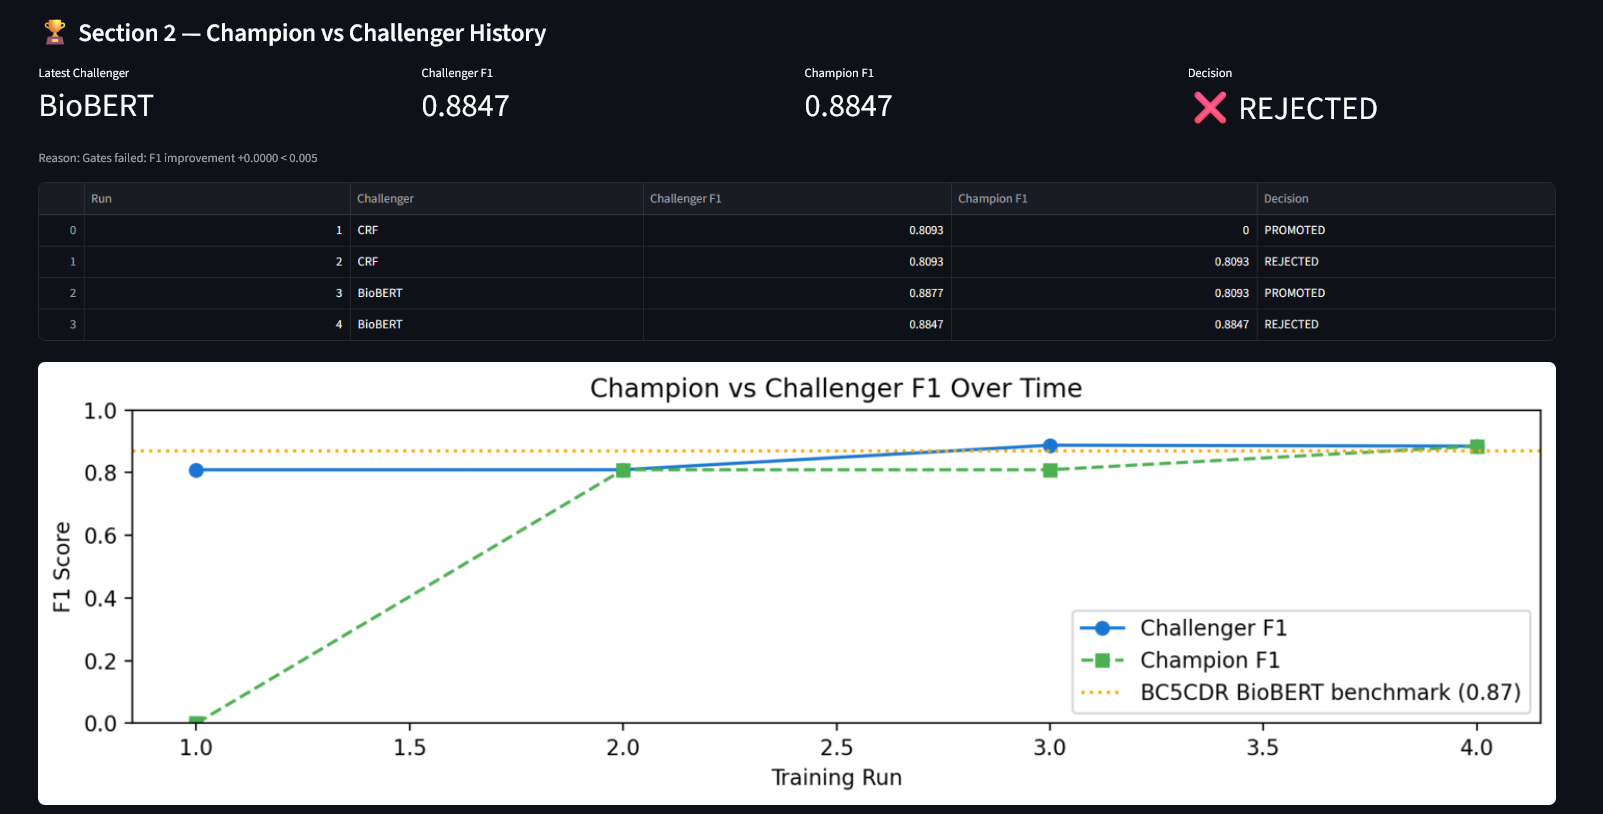 🏆 Section 2 — Champion vs Challenger History
Latest Challenger
BioBERT
Challenger F1
0.8847
Champion F1
0.8847
Decision
❌ REJECTED
Reason: Gates failed: F1 improvement +0.0000 < 0.005
Run Challenger Challenger F1 Champion F1 Decision
0 1 CRF 0.8093 0 PROMOTED
1 2 CRF 0.8093 0.8093 REJECTED
2 3 BioBERT 0.8877 0.8093 PROMOTED
3 4 BioBERT 0.8847 0.8847 REJECTED
Champion vs Challenger F1 Over Time
1.0
0.8
0.6
0.4
0.2
0.0
F1 Score
Challenger F1
Champion F1
BC5CDR BioBERT benchmark (0.87)
1.0 1.5 2.0 2.5 3.0 3.5 4.0
Training Run